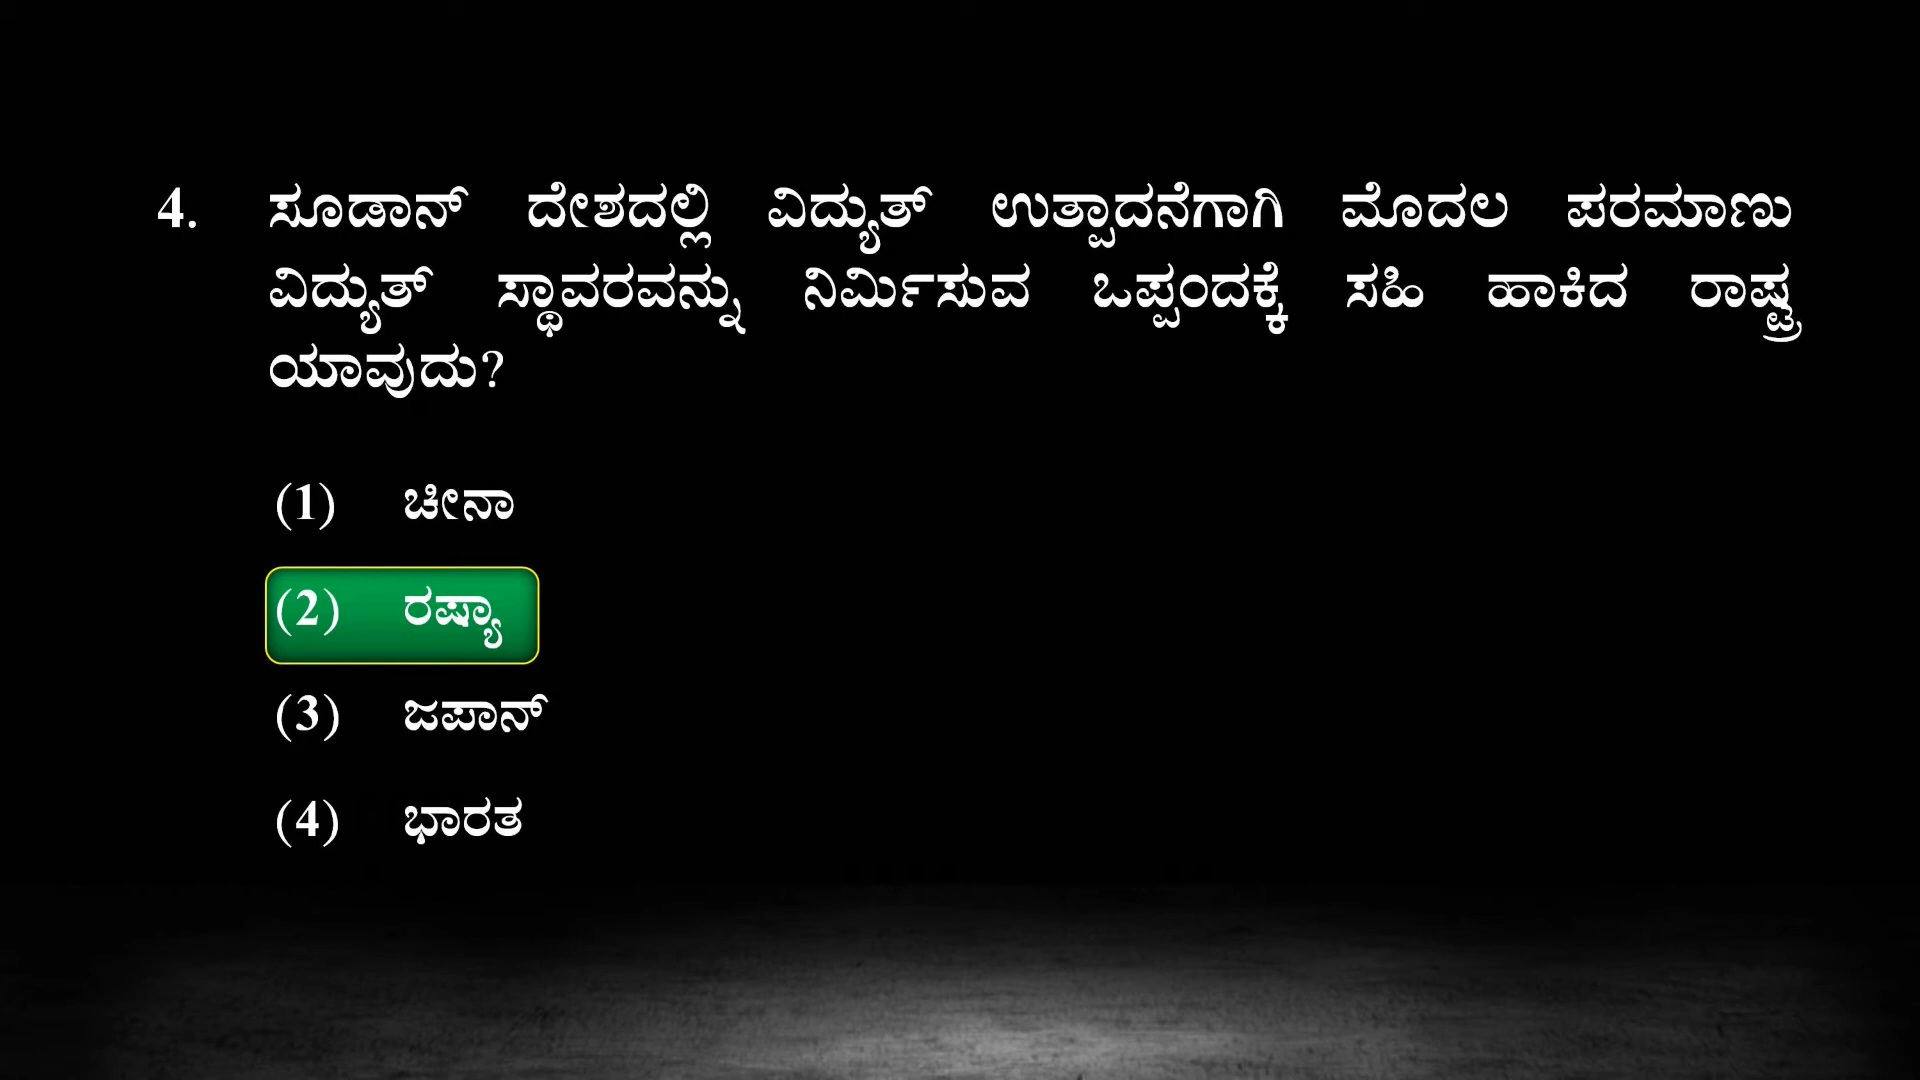 4. ಸೂಡಾನ್ ದೇಶದಲ್ಲಿ ವಿದ್ಯುತ್ ಉತ್ಪಾದನೆಗಾಗಿ ಮೊದಲ ಪರಮಾಣು
ವಿದ್ಯುತ್ ಸ್ಥಾವರವನ್ನು ನಿರ್ಮಿಸುವ ಒಪ್ಪಂದಕ್ಕೆ ಸಹಿ ಹಾಕಿದ ರಾಷ್ಟ್ರ
ಯಾವುದು?
(1) ಚೀನಾ
(2) ರಷ್ಯಾ
(3) ಜಪಾನ್
(4) ಭಾರತ